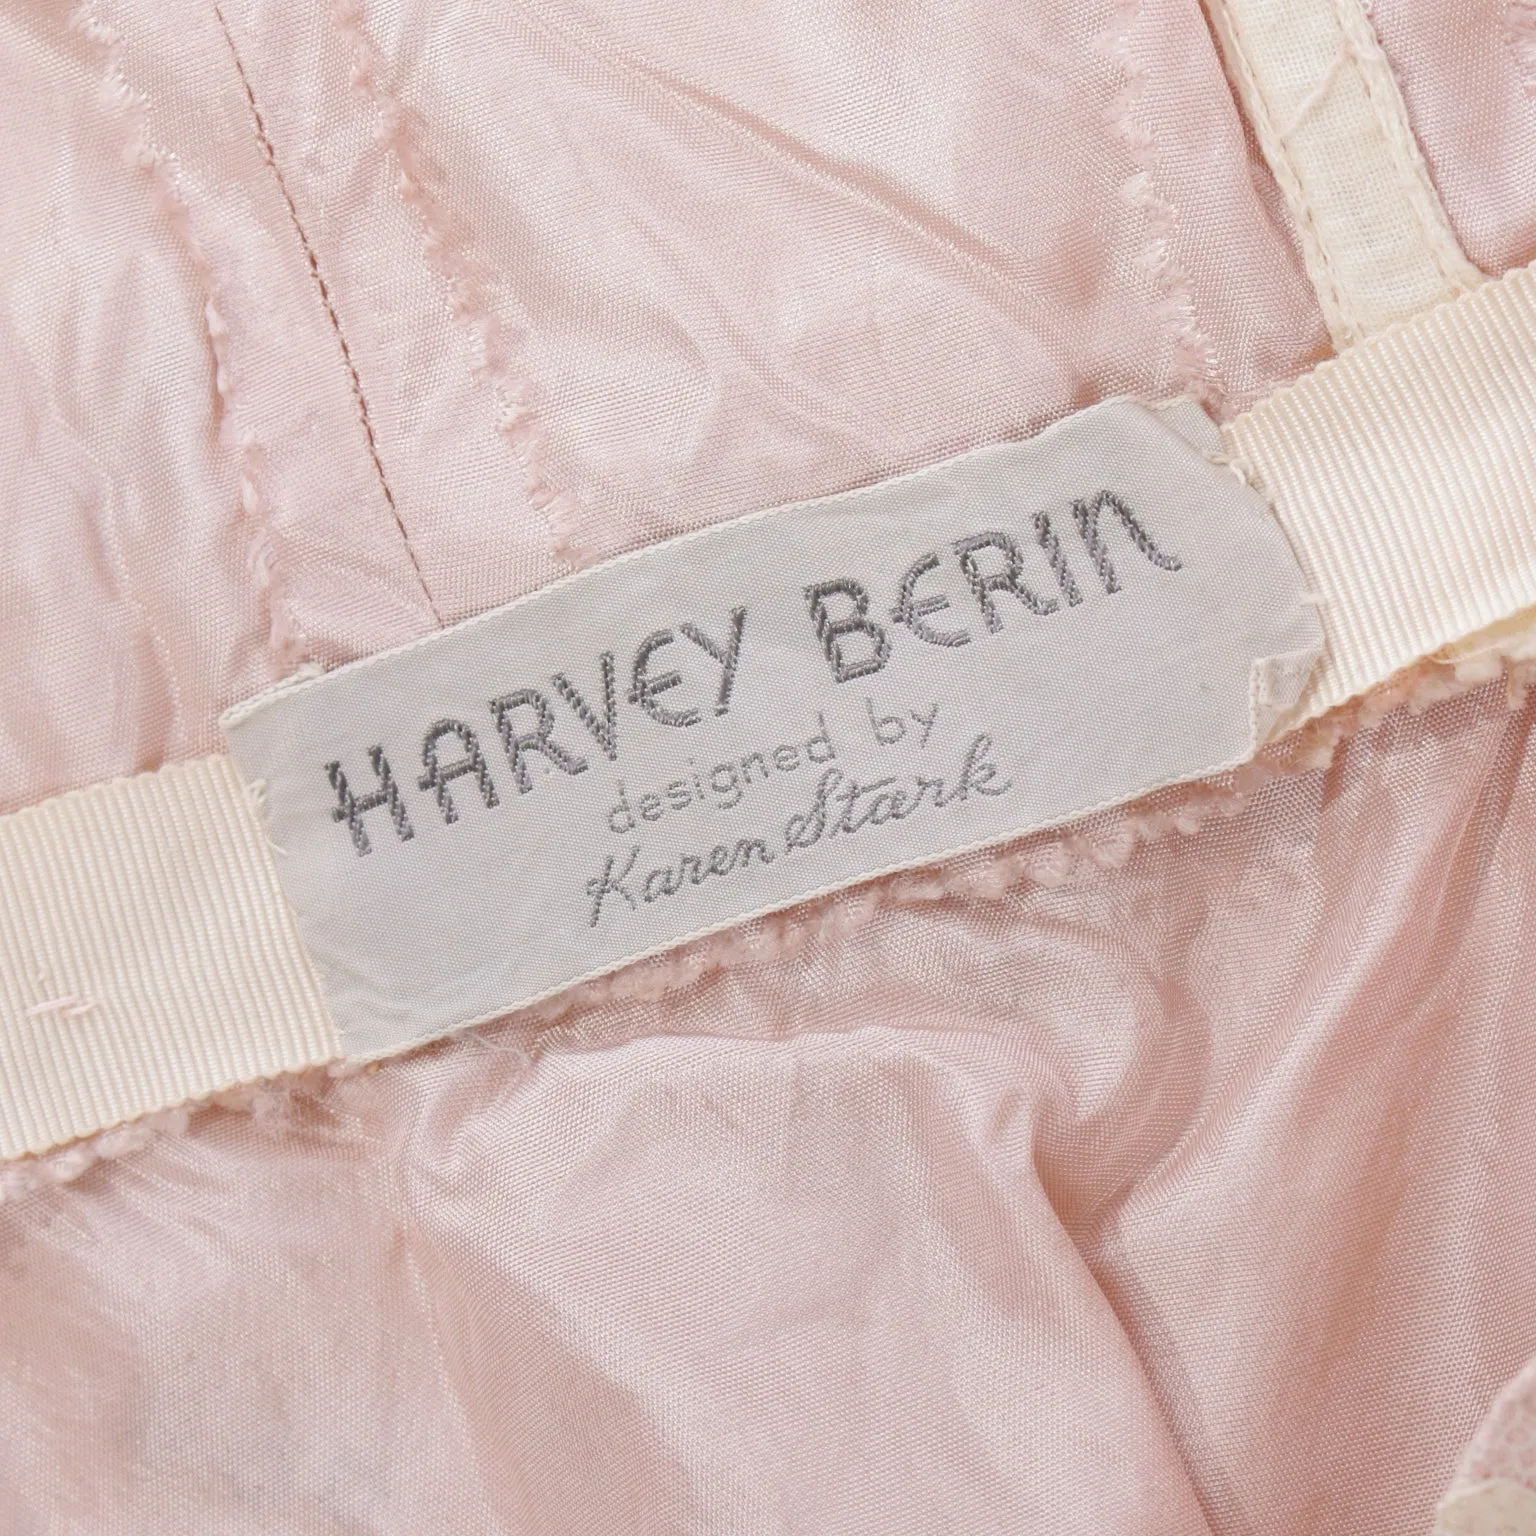 HARVEY BERIN
designed by
Karen Stark